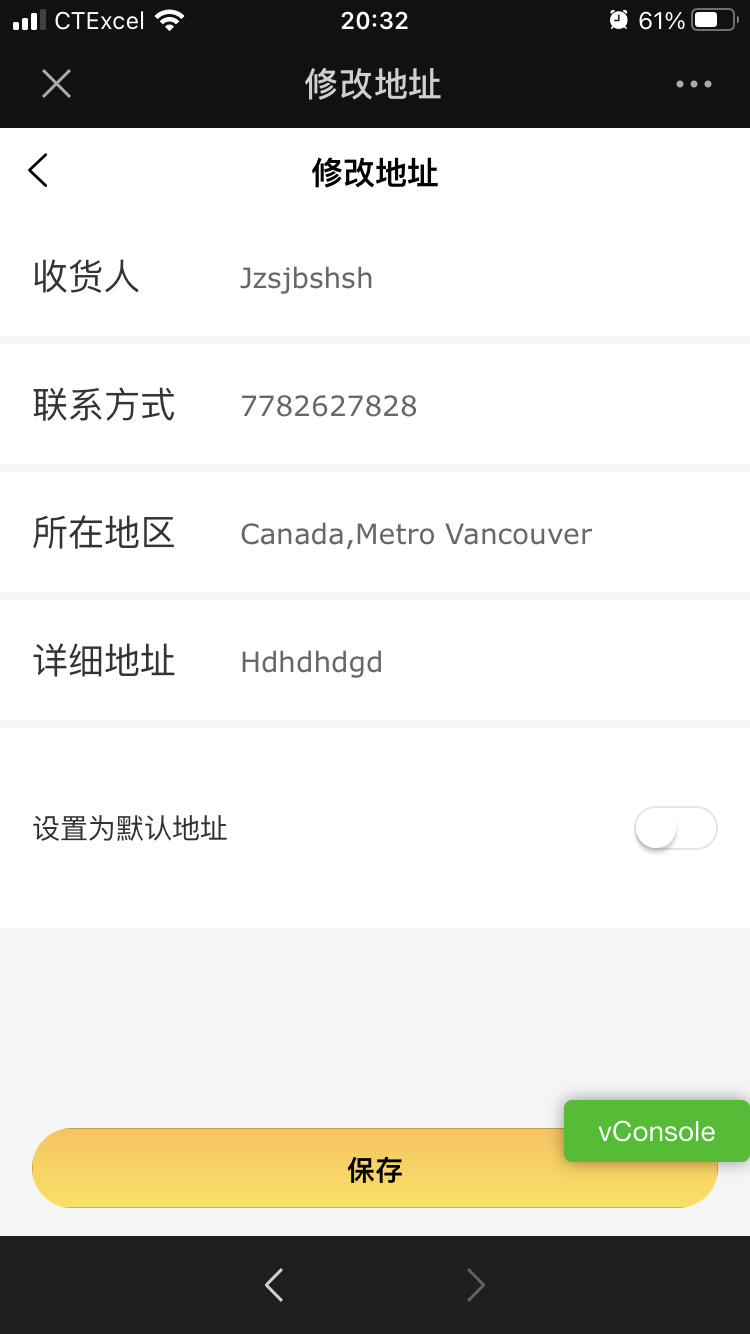 CTExcel 20:32 61%
修改地址
修改地址
收货人 Jzsjbshsh
联系方式 7782627828
所在地区 Canada,Metro Vancouver
详细地址 Hdhdhdgd
设置为默认地址
vConsole
保存